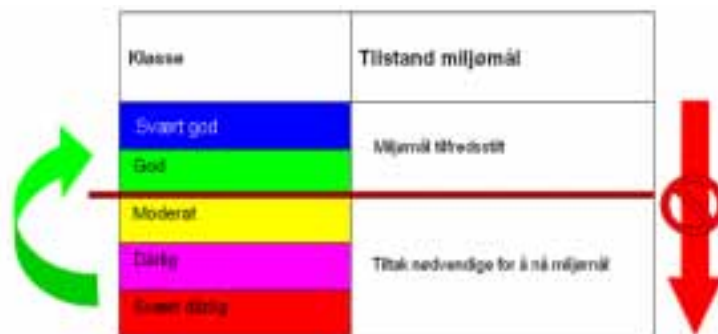 Klasse
Tilstand miljømål
Svært god
Miljømål tilfredsstilt
God
Moderat
Dårlig
Tiltak nødvendige for å nå miljømål
Svært dårlig